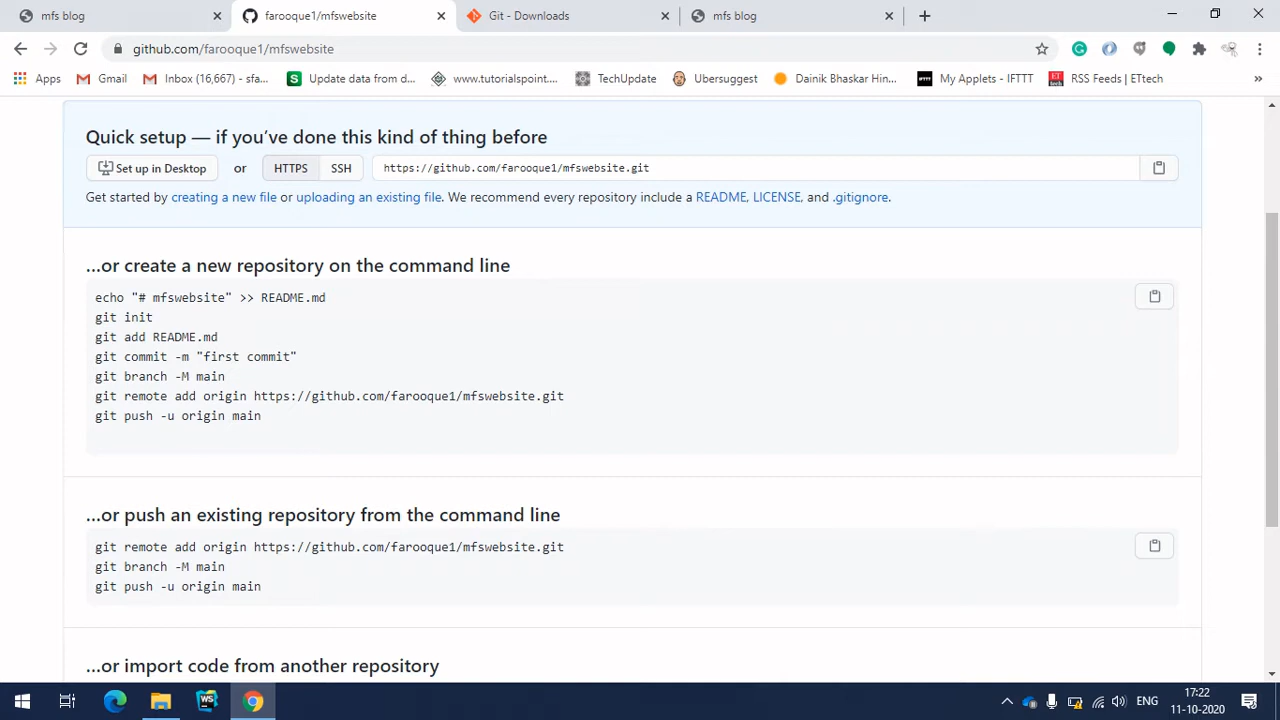 mfs blog
farooque1/mfswebsite
Git - Downloads
mfs blog
github.com/farooque1/mfswebsite
Apps
Gmail
Inbox (16,667) - sfa...
Update data from d...
www.tutorialspoint....
TechUpdate
Ubersuggest
Dainik Bhaskar Hin...
My Applets - IFTTT
RSS Feeds | ETtech
Quick setup — if you've done this kind of thing before
Set up in Desktop
or
HTTPS
SSH
https://github.com/farooque1/mfswebsite.git
Get started by creating a new file or uploading an existing file. We recommend every repository include a README, LICENSE, and .gitignore.
...or create a new repository on the command line
echo "# mfswebsite" >> README.md
git init
git add README.md
git commit -m "first commit"
git branch -M main
git remote add origin https://github.com/farooque1/mfswebsite.git
git push -u origin main
...or push an existing repository from the command line
git remote add origin https://github.com/farooque1/mfswebsite.git
git branch -M main
git push -u origin main
...or import code from another repository
WS
ENG
17:22
11-10-2020